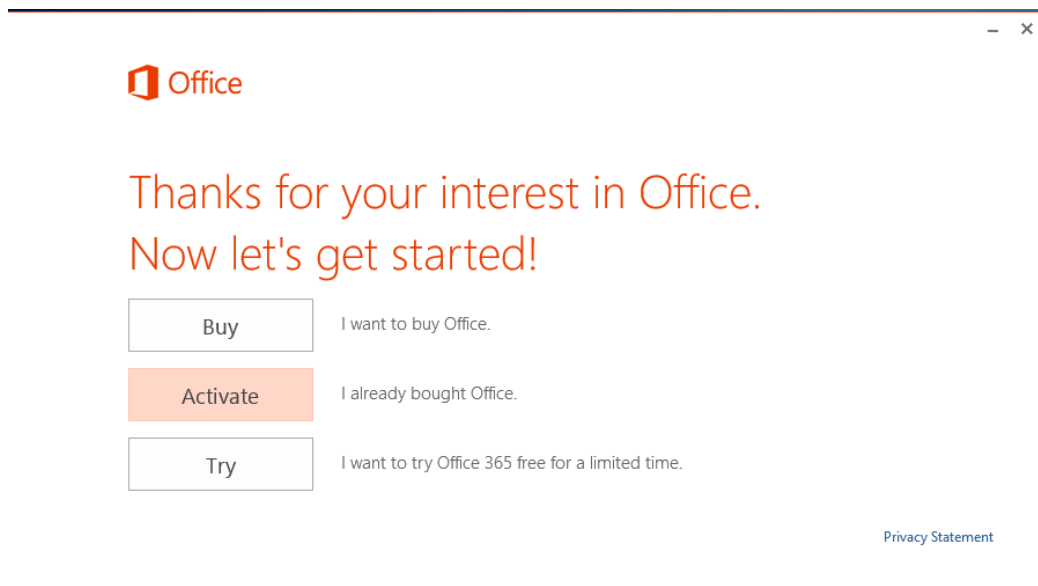 Office
Thanks for your interest in Office.
Now let's get started!
Buy
I want to buy Office.
Activate
I already bought Office.
Try
I want to try Office 365 free for a limited time.
Privacy Statement